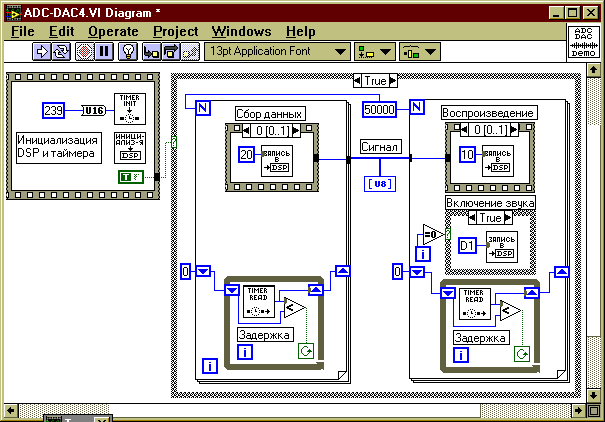 ADC-DAC4.VI Diagram *
File Edit Operate Project Windows Help
13pt Application Font
ADC
DAC
Demo
True
239
U16
TIMER
INIT
Инициализация
DSP и таймера
ИНИЦИ-
АЛИЗ-Я
DSP
T
N
Сбор данных
0 [0..1]
20
ЗАПИСЬ
В
DSP
50000
Сигнал
[U8]
N
Воспроизведение
0 [0..1]
10
ЗАПИСЬ
В
DSP
Включение звука
True
=0
i
D1
ЗАПИСЬ
В
DSP
0
TIMER
READ
<
Задержка
i
i
0
TIMER
READ
<
Задержка
i
i